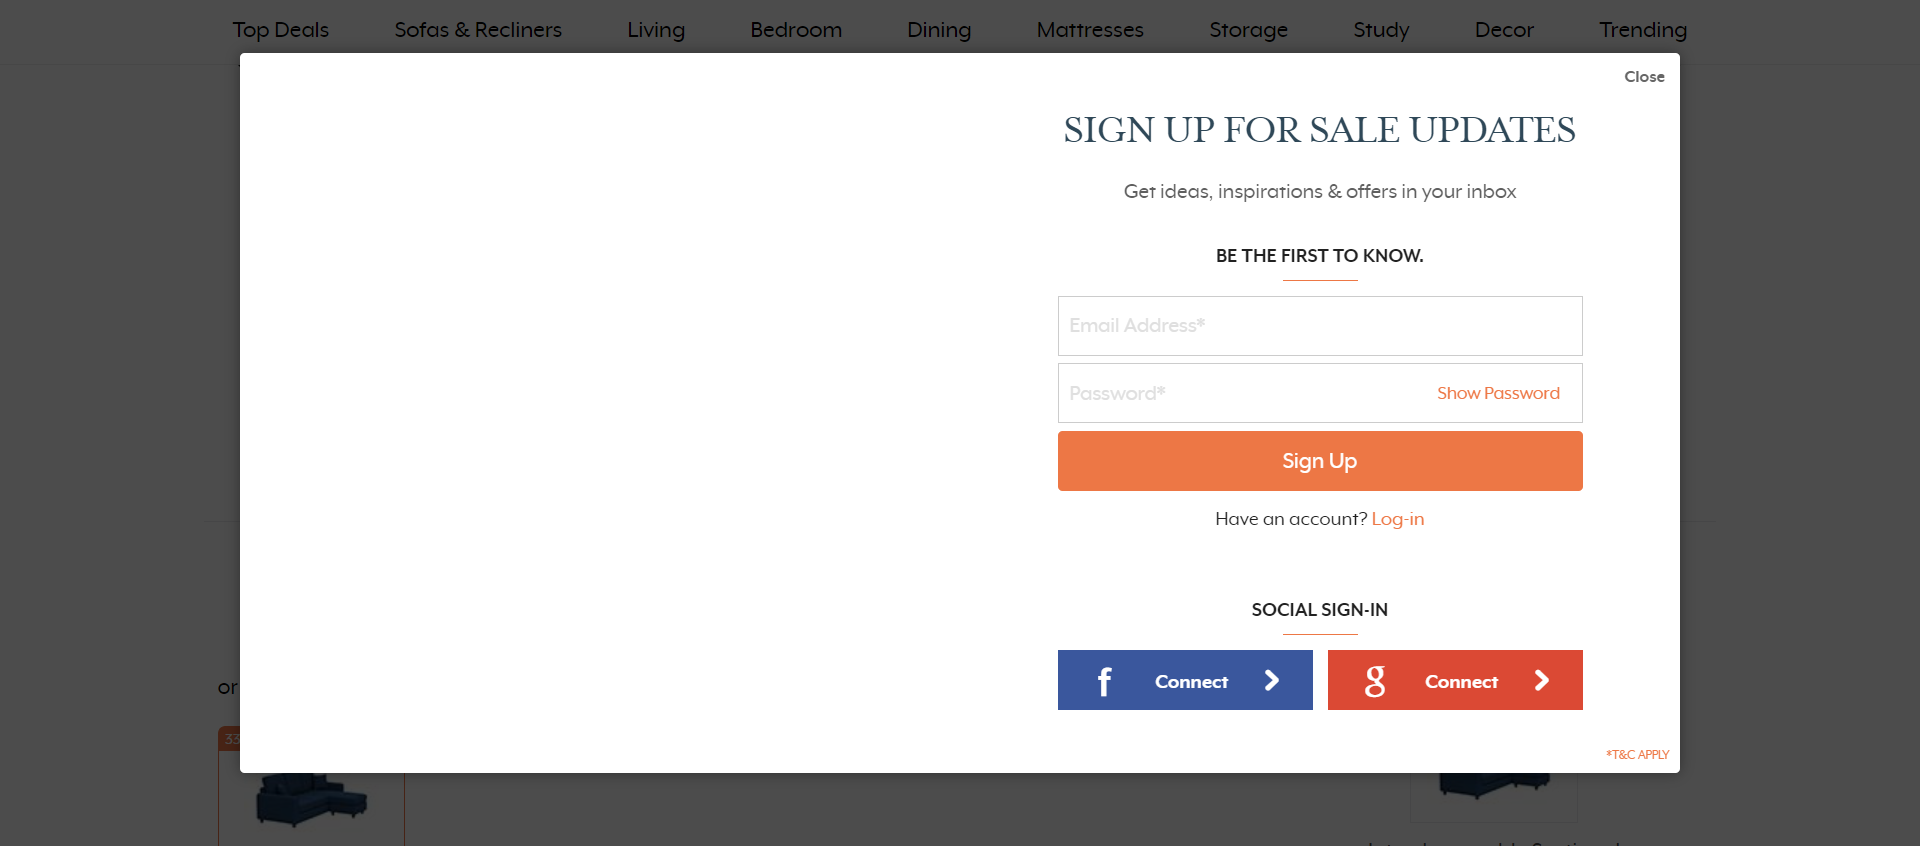 Top Deals Sofas & Recliners Living Bedroom Dining Mattresses Storage Study Decor Trending
Close
SIGN UP FOR SALE UPDATES
Get ideas, inspirations & offers in your inbox
BE THE FIRST TO KNOW.
Email Address*
Password* Show Password
Sign Up
Have an account? Log-in
SOCIAL SIGN-IN
f Connect
g Connect
or
33
*T&C APPLY